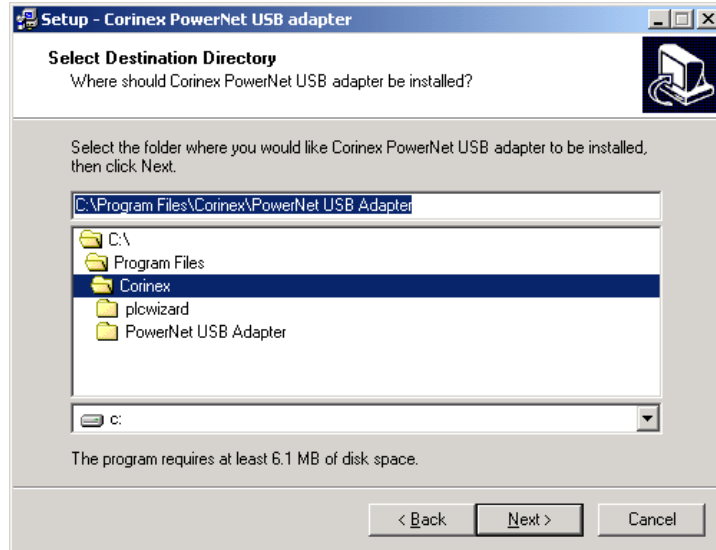 Setup - Corinex PowerNet USB adapter
Select Destination Directory
Where should Corinex PowerNet USB adapter be installed?
Select the folder where you would like Corinex PowerNet USB adapter to be installed,
then click Next.
C:\Program Files\Corinex\PowerNet USB Adapter
C:\
Program Files
Corinex
plcwizard
PowerNet USB Adapter
c:
The program requires at least 6.1 MB of disk space.
< Back Next > Cancel